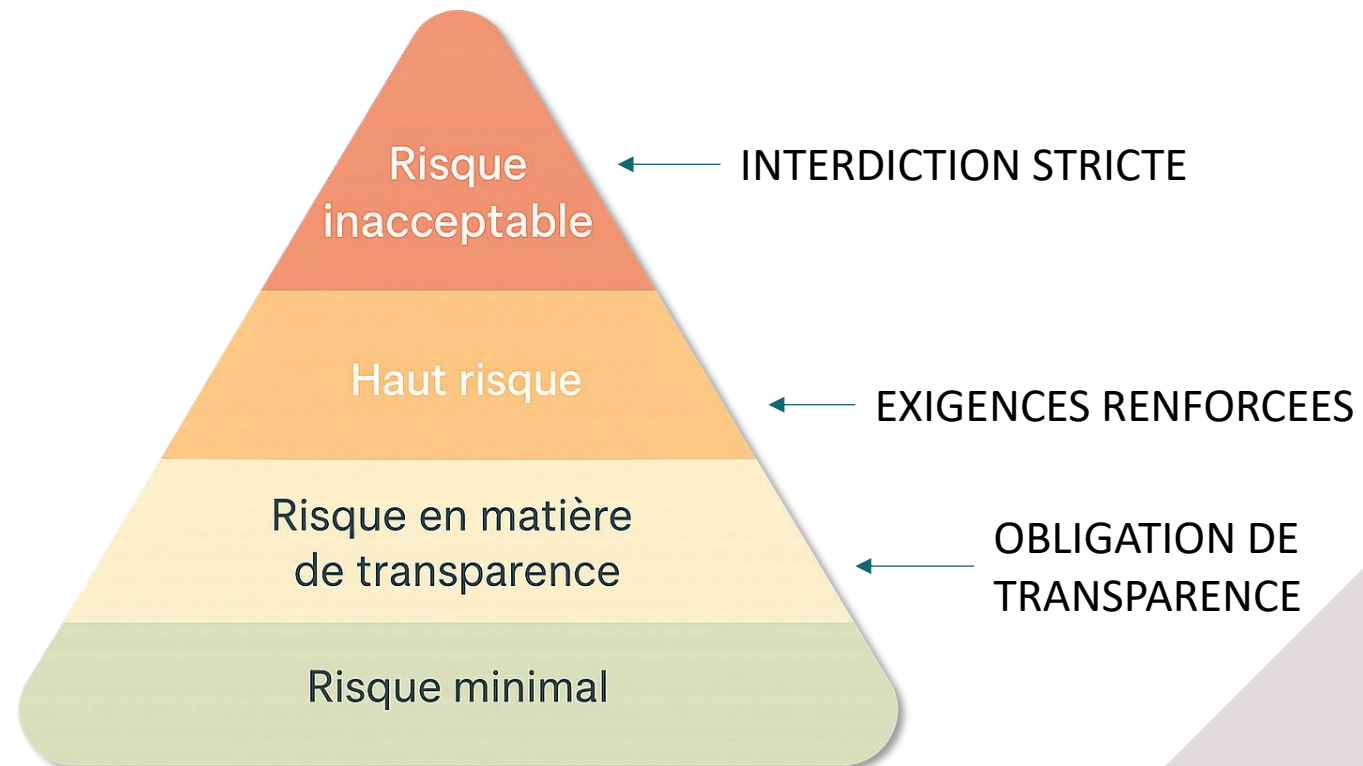 Risque
inacceptable
INTERDICTION STRICTE
Haut risque
EXIGENCES RENFORCEES
Risque en matière
de transparence
OBLIGATION DE
TRANSPARENCE
Risque minimal